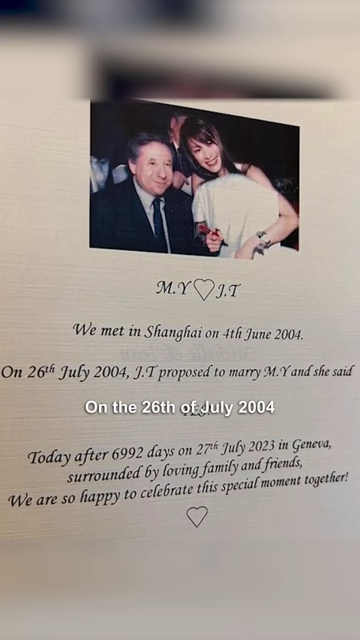 M.Y♡J.T
We met in Shanghai on 4th June 2004.
On 26th July 2004, J.T proposed to marry M.Y and she said
On the 26th of July 2004
Today after 6992 days on 27th July 2023 in Geneva,
surrounded by loving family and friends,
We are so happy to celebrate this special moment together!
♡